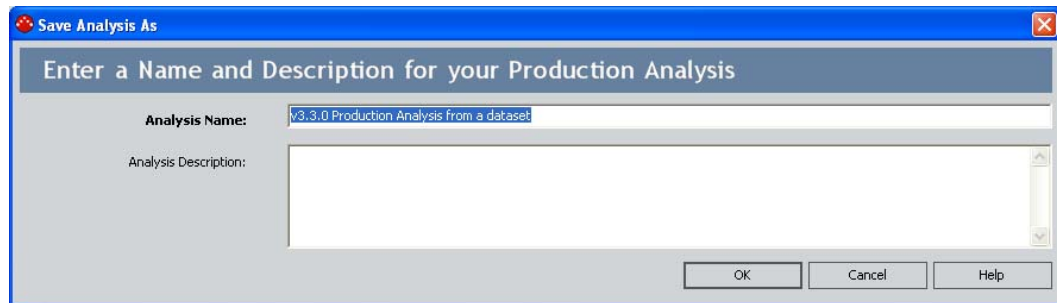 Save Analysis As
Enter a Name and Description for your Production Analysis
Analysis Name: v3.3.0 Production Analysis from a dataset
Analysis Description:
OK Cancel Help